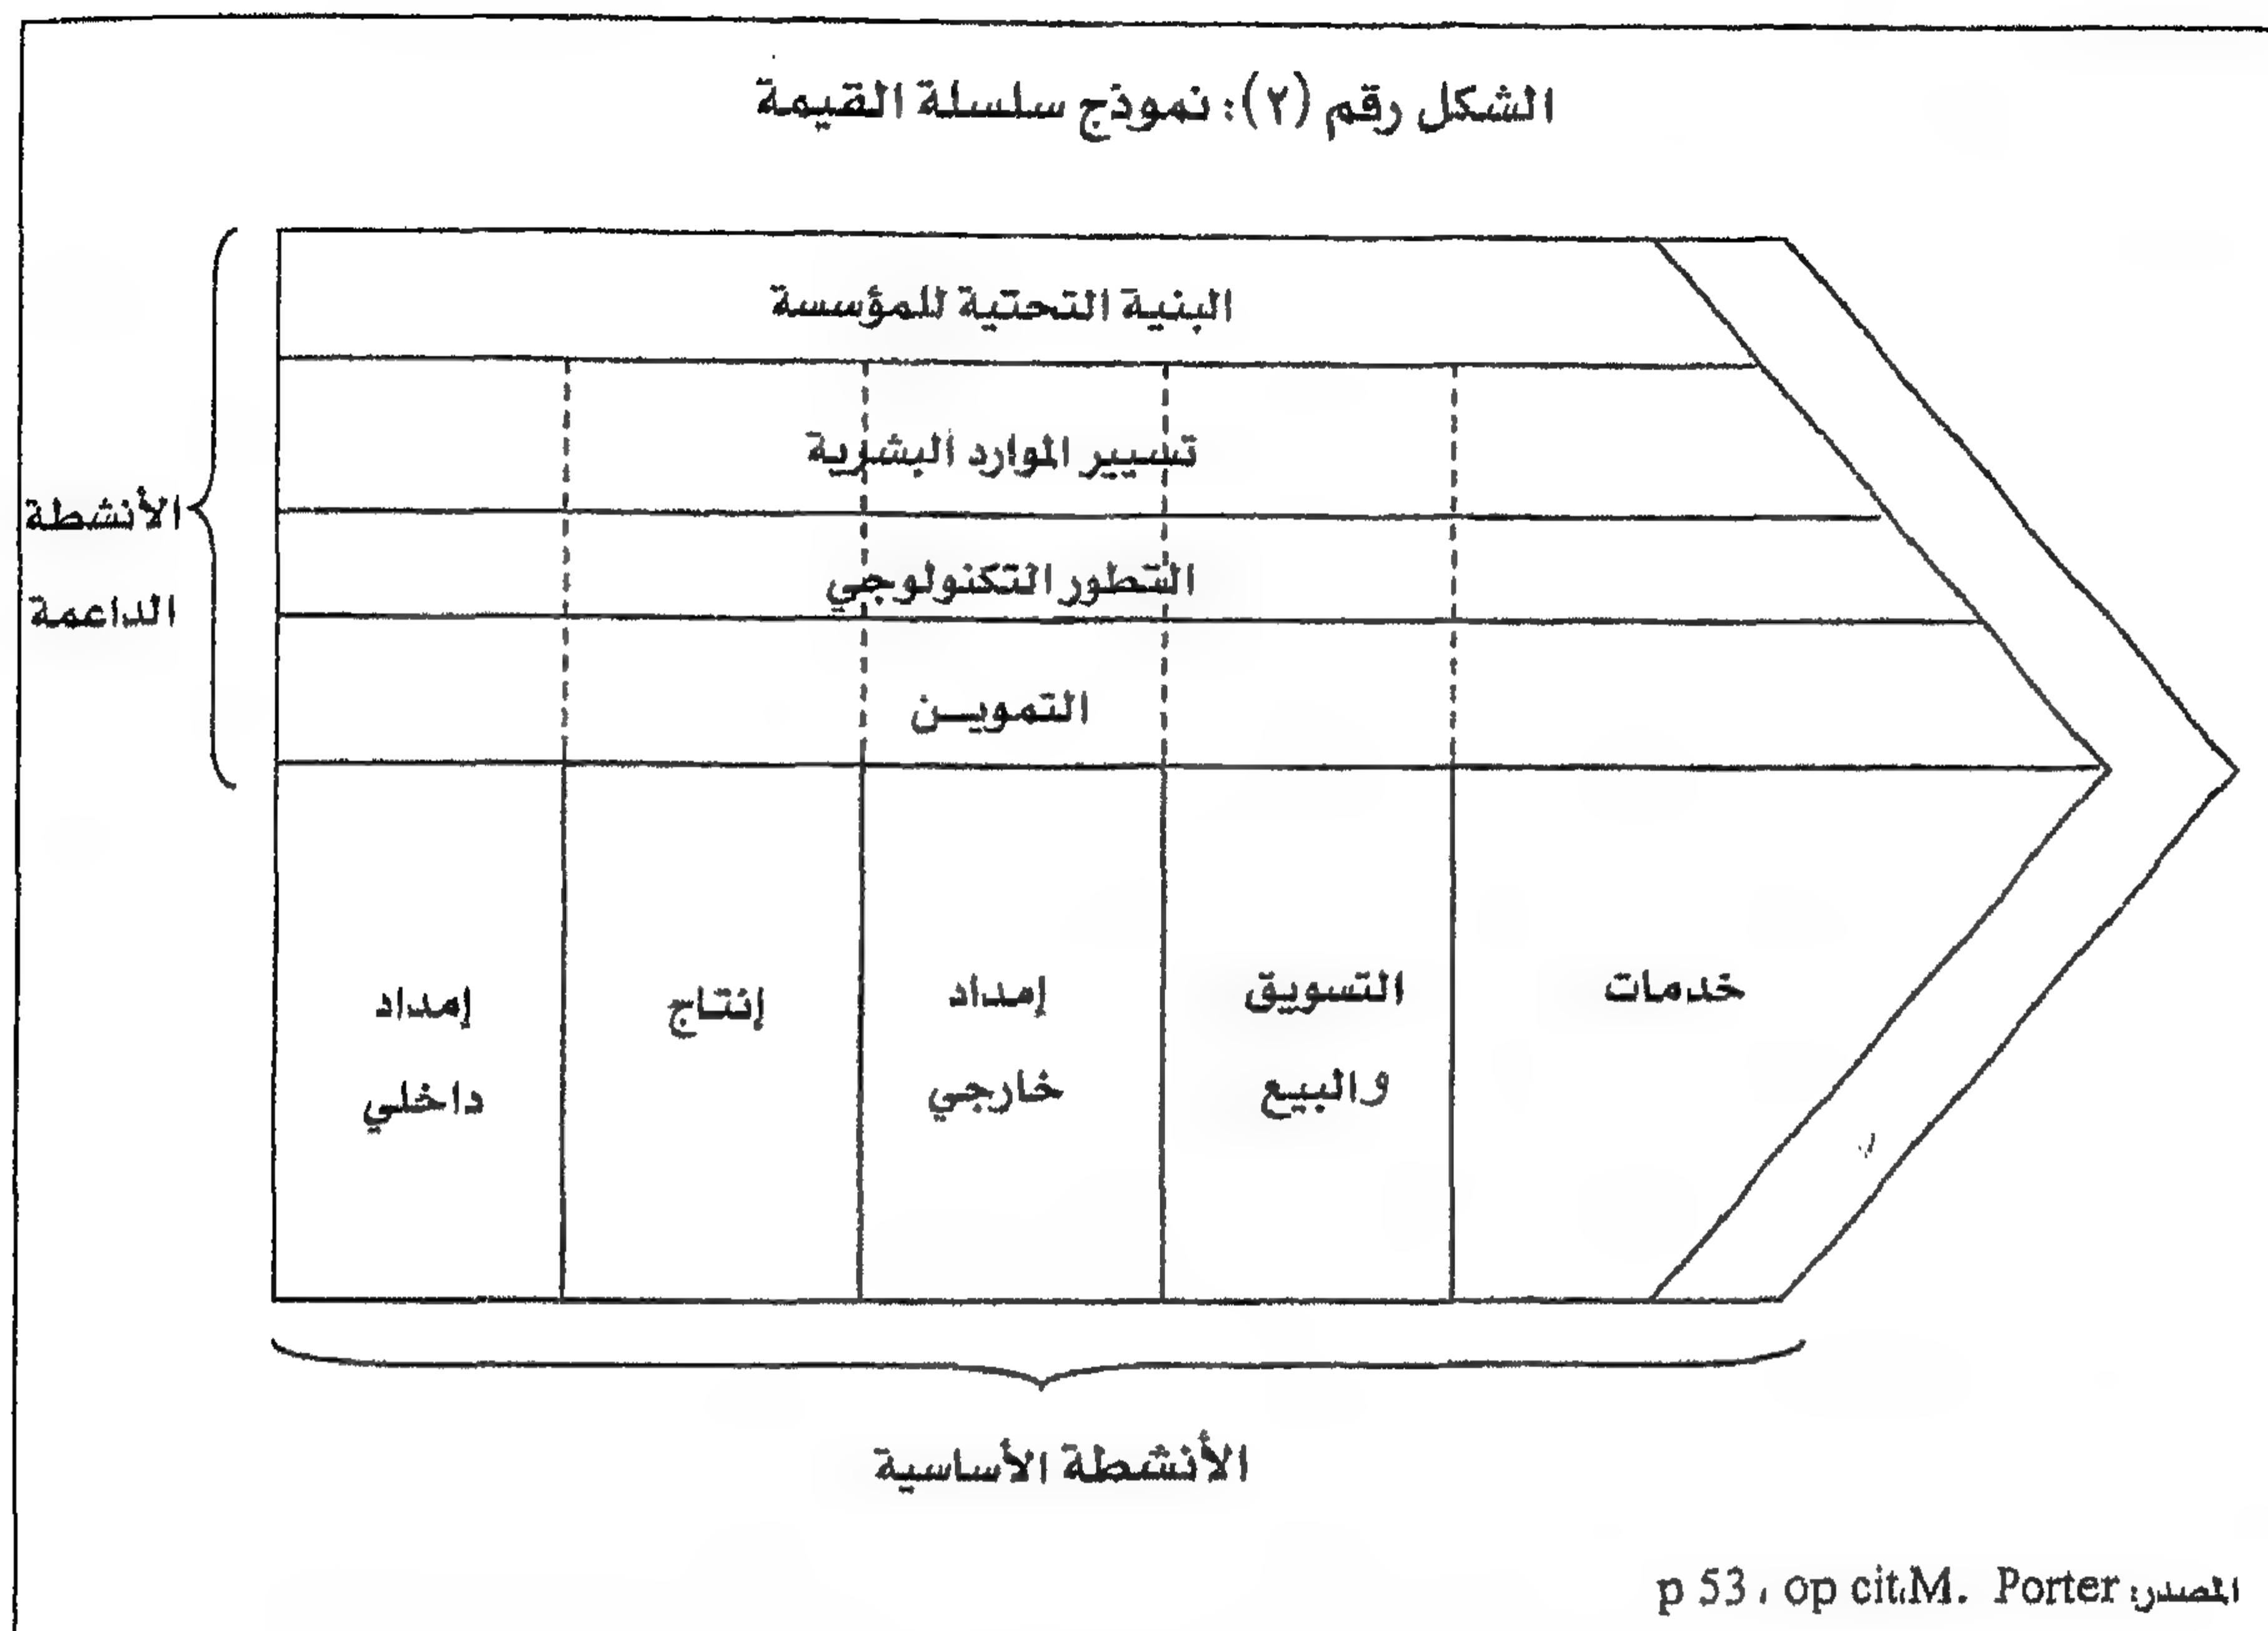 الشكل رقم (٢): نموذج سلسلة القيمة
البنية التحتية للمؤسسة
تسيير الموارد البشرية
التطور التكنولوجي
التموين
الأنشطة
الداعمة
إمداد
داخلي
إنتاج
إمداد
خارجي
التسويق
والبيع
خدمات
الأنشطة الأساسية
المصدر: p 53، op cit.M. Porter